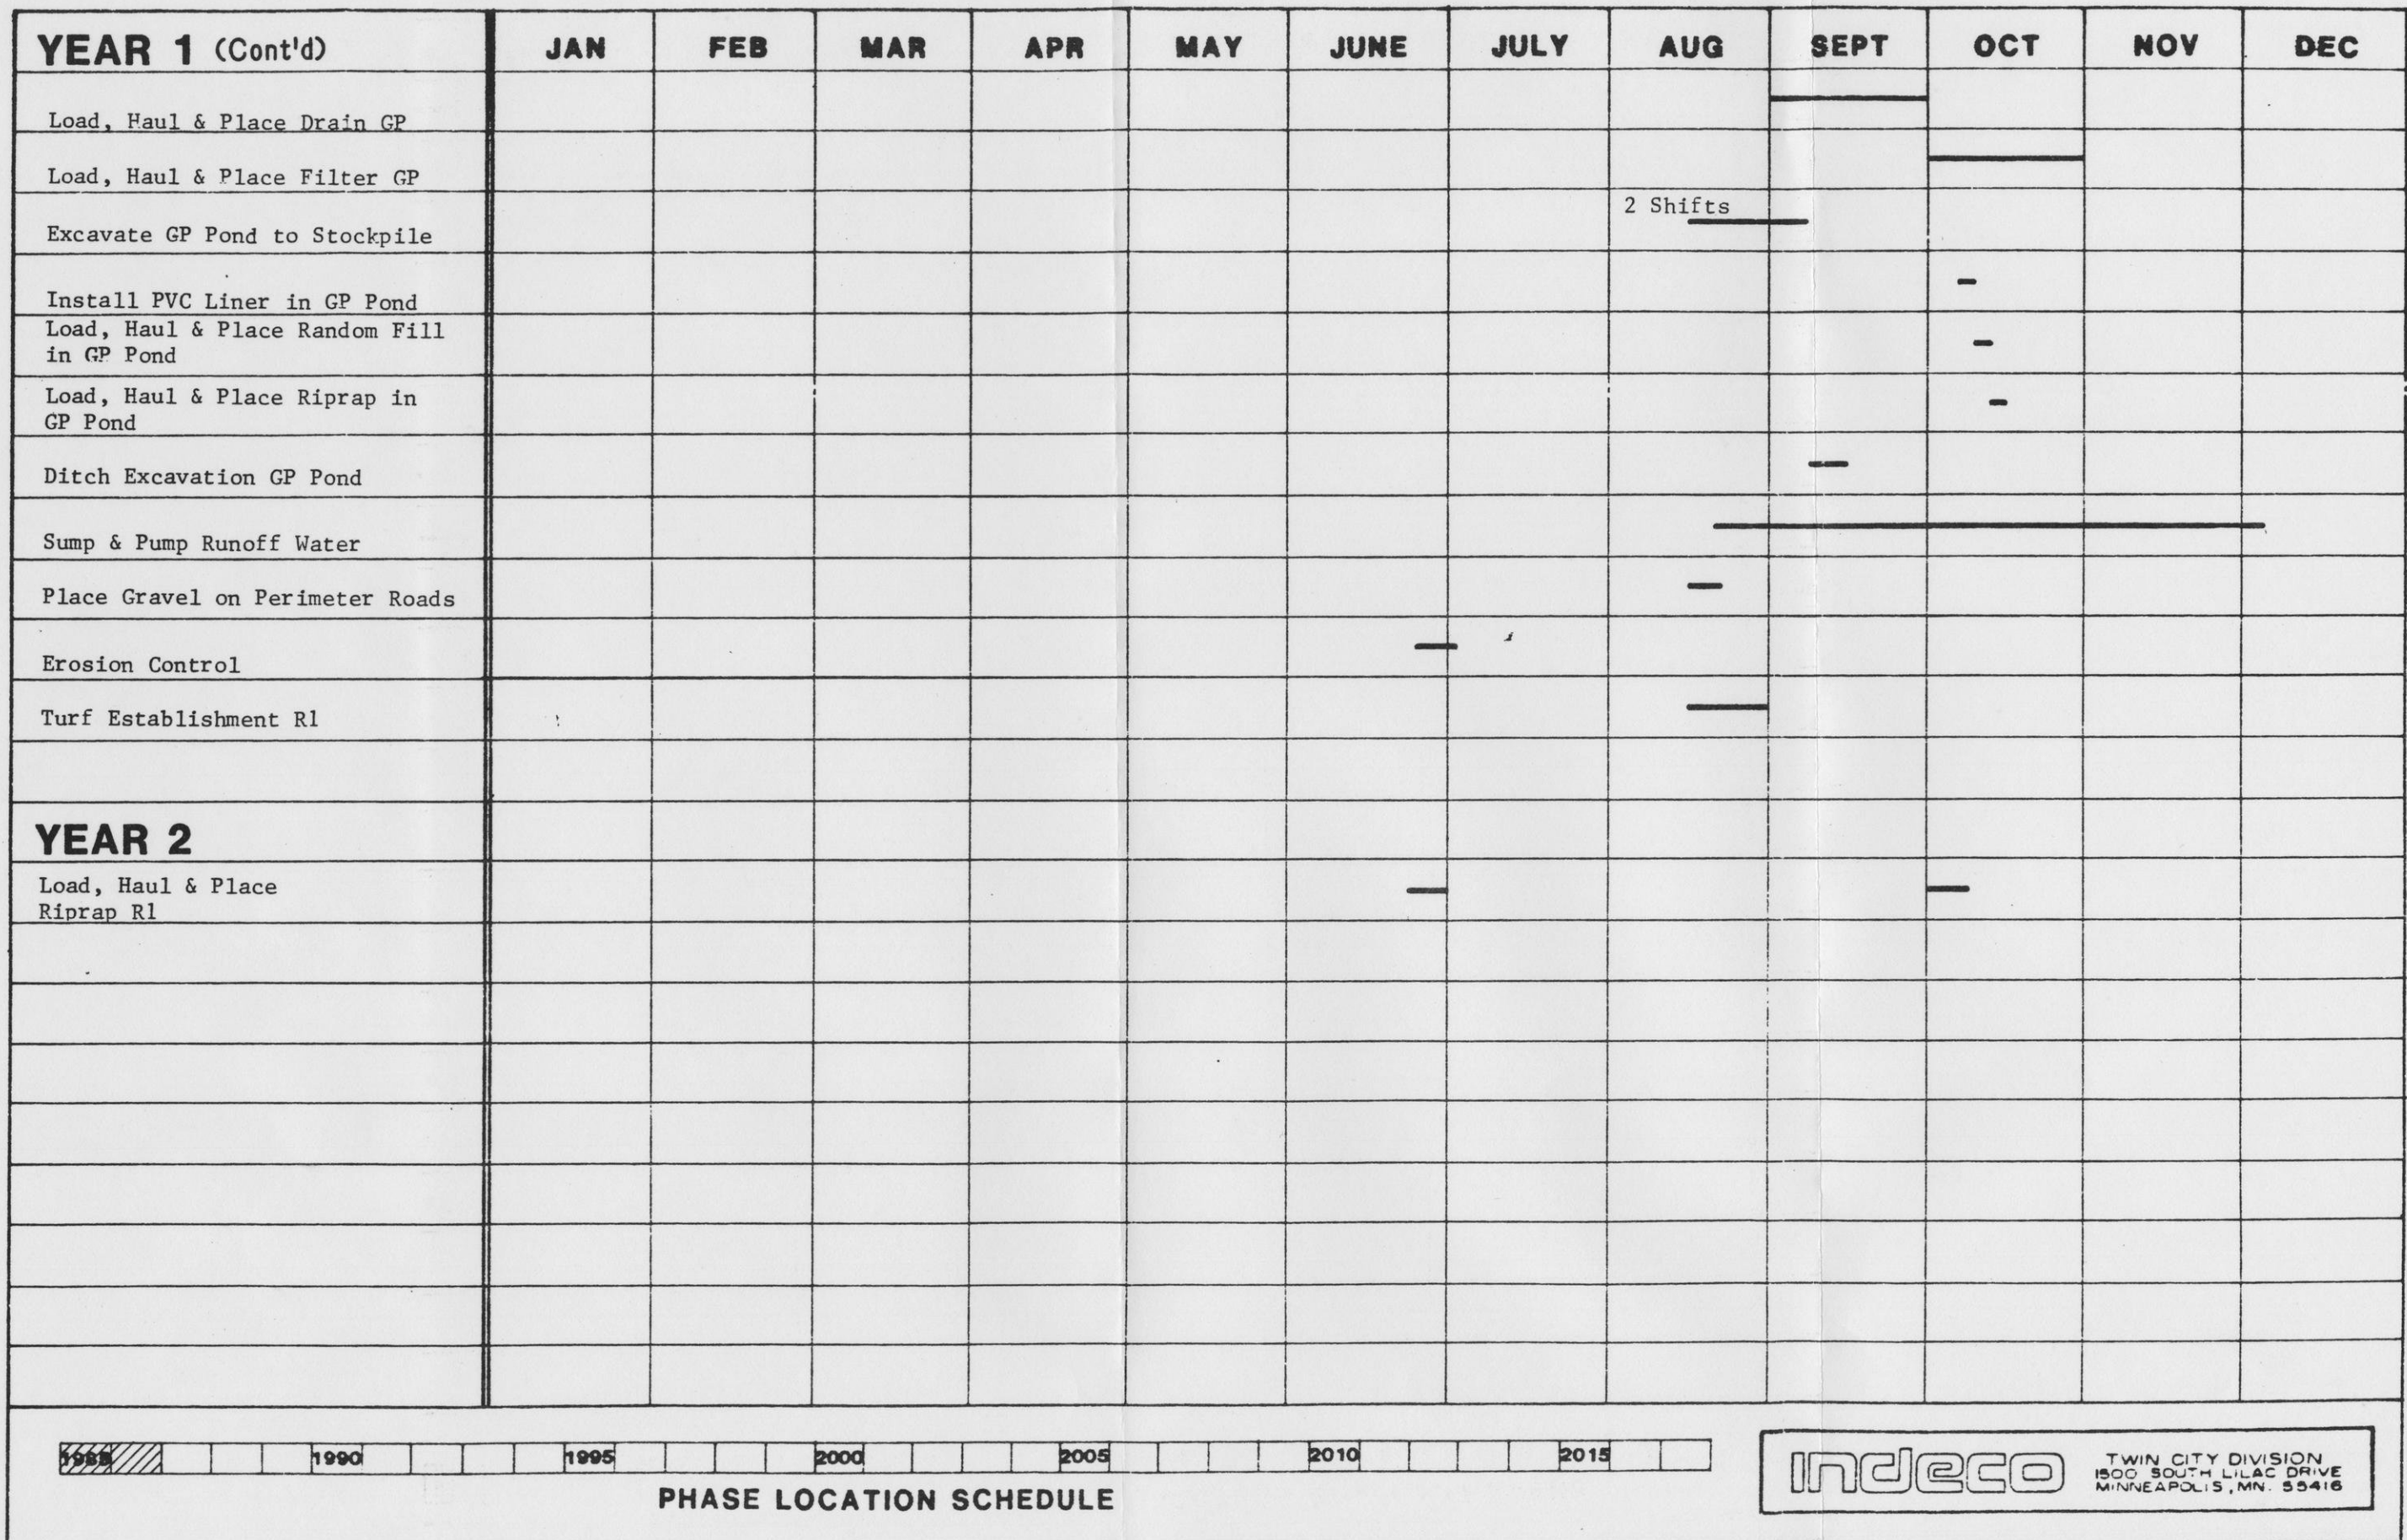 YEAR 1 (Cont'd) JAN FEB MAR APR MAY JUNE JULY AUG SEPT OCT NOV DEC
Load, Haul & Place Drain GP
Load, Haul & Place Filter GP
2 Shifts
Excavate GP Pond to Stockpile
Install PVC Liner in GP Pond
Load, Haul & Place Random Fill
in GP Pond
Load, Haul & Place Riprap in
GP Pond
Ditch Excavation GP Pond
Sump & Pump Runoff Water
Place Gravel on Perimeter Roads
Erosion Control
Turf Establishment R1
YEAR 2
Load, Haul & Place
Riprap R1
1985 1990 1995 2000 2005 2010 2015
PHASE LOCATION SCHEDULE
indeco
TWIN CITY DIVISION
1500 SOUTH LILAC DRIVE
MINNEAPOLIS, MN. 55416